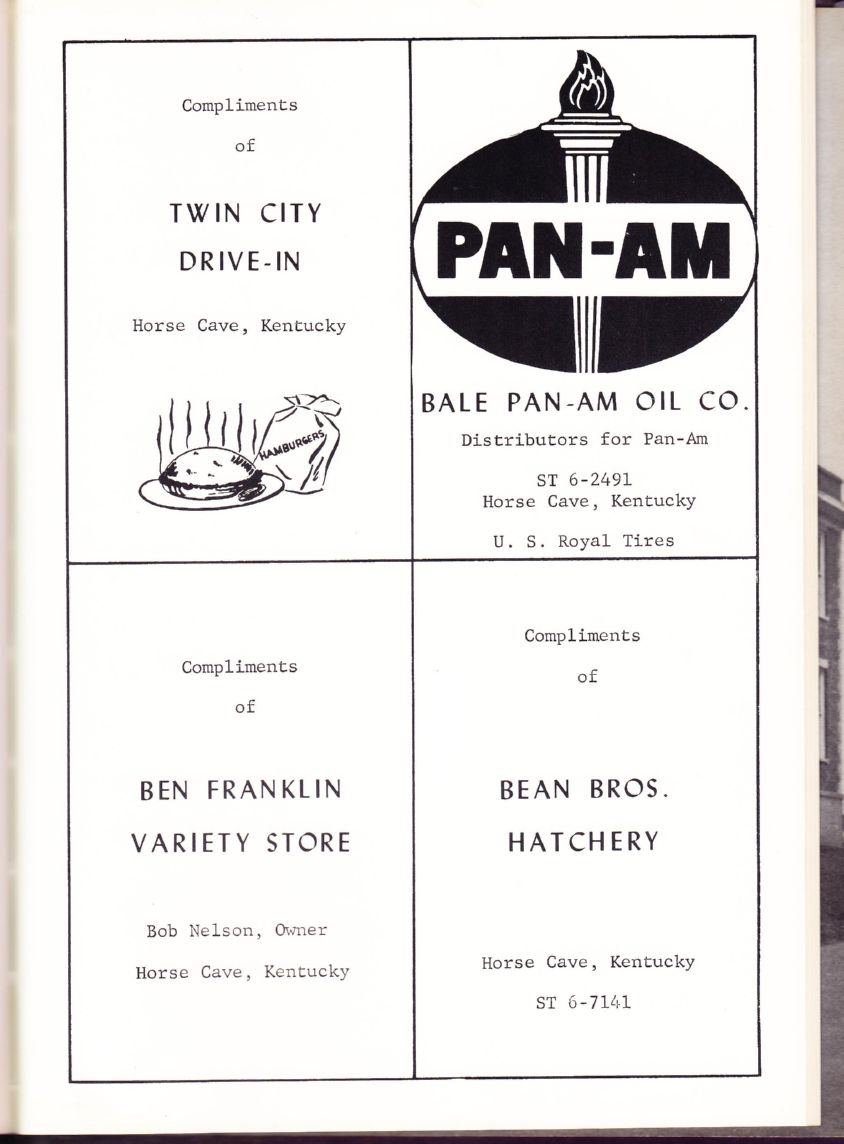 Compliments
of
TWIN CITY
DRIVE-IN
Horse Cave, Kentucky
HAMBURGERS
PAN-AM
BALE PAN-AM OIL CO.
Distributors for Pan-Am
ST 6-2491
Horse Cave, Kentucky
U. S. Royal Tires
Compliments
of
BEN FRANKLIN
VARIETY STORE
Bob Nelson, Owner
Horse Cave, Kentucky
Compliments
of
BEAN BROS.
HATCHERY
Horse Cave, Kentucky
ST 6-7141